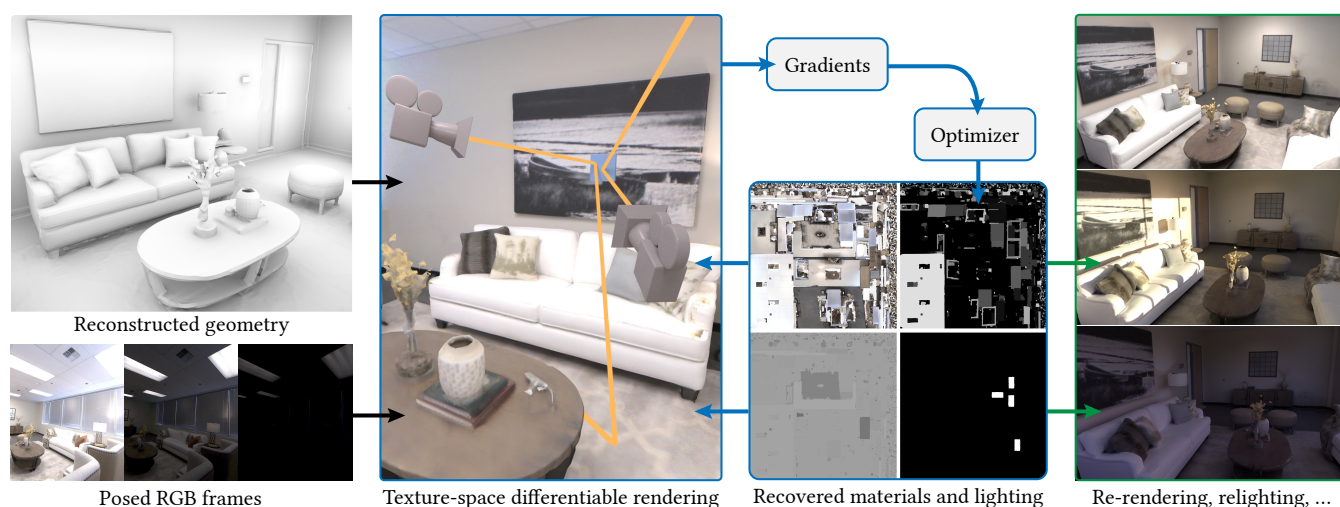 Gradients
Optimizer
Reconstructed geometry
Posed RGB frames
Texture-space differentiable rendering
Recovered materials and lighting
Re-rendering, relighting, ...